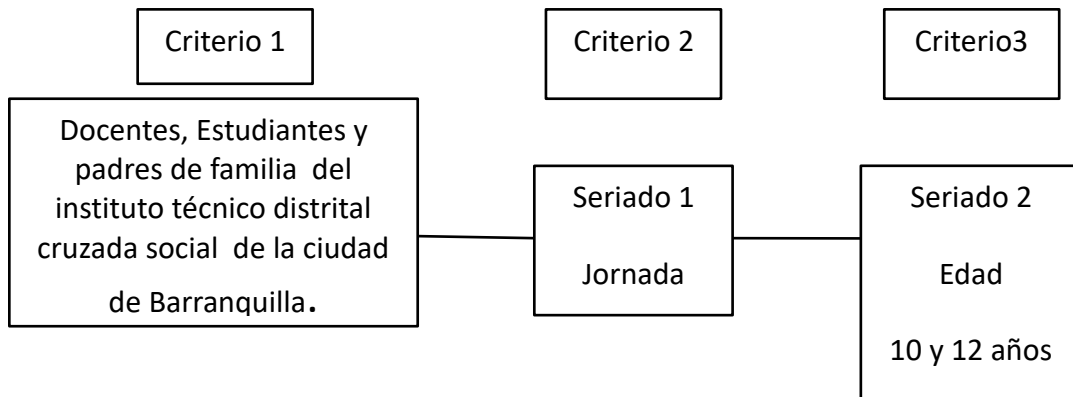 Criterio 1
Criterio 2
Criterio3
Docentes, Estudiantes y
padres de familia del
instituto técnico distrital
cruzada social de la ciudad
de Barranquilla.
Seriado 1
Jornada
Seriado 2
Edad
10 y 12 años